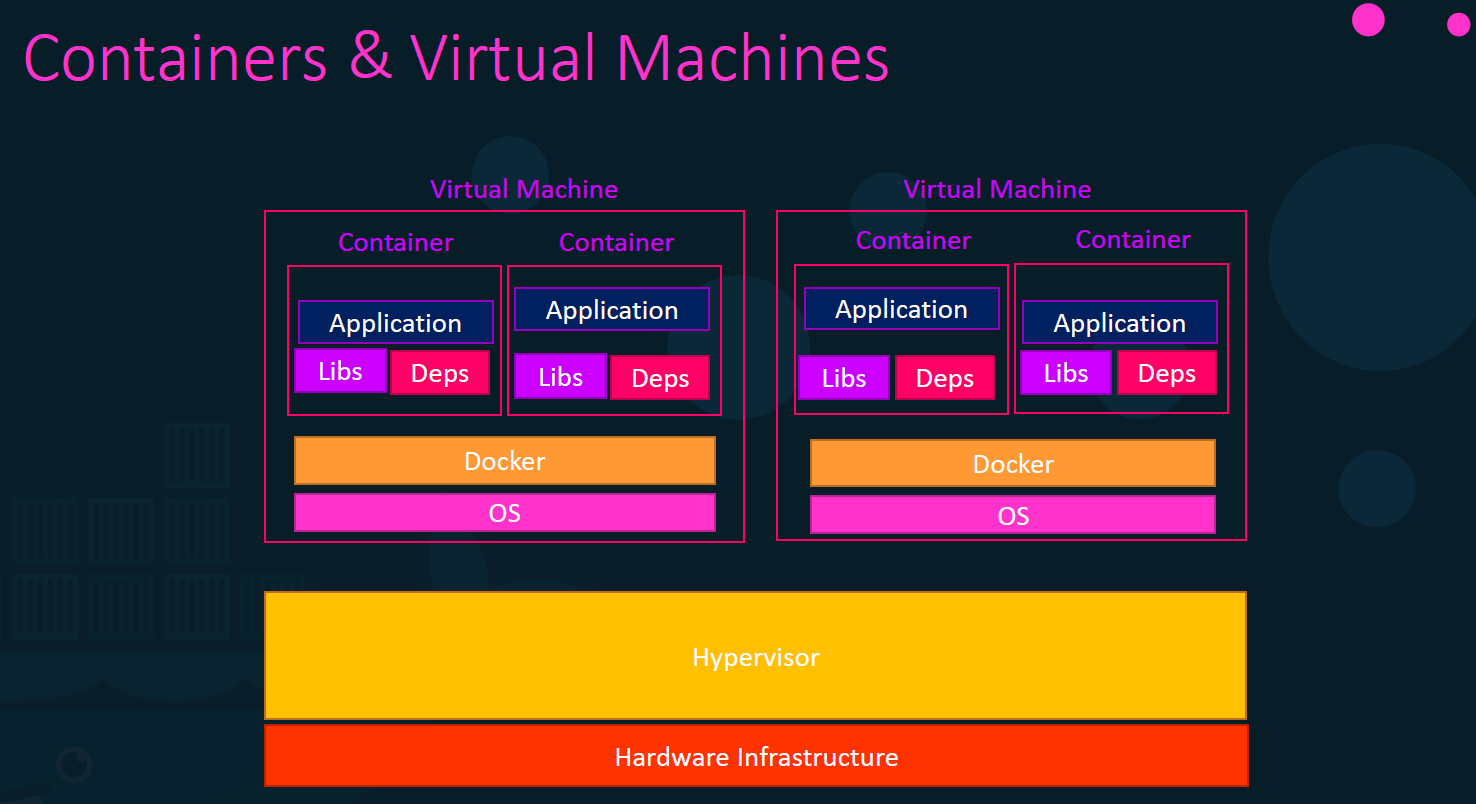 Containers & Virtual Machines
Virtual Machine
Virtual Machine
Container
Container
Container
Container
Application
Application
Application
Application
Libs
Deps
Libs
Deps
Libs
Deps
Libs
Deps
Docker
Docker
OS
OS
Hypervisor
Hardware Infrastructure